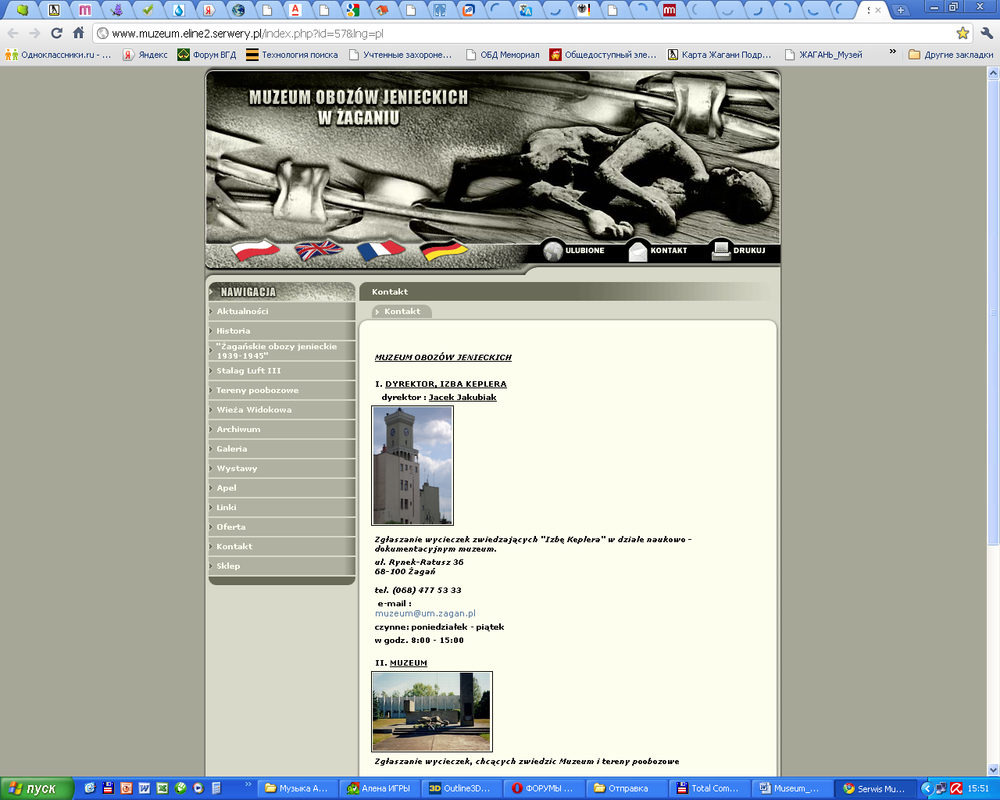 www.muzeum.eline2.serwery.pl/index.php?id=57&lng=pl
Одноклассники.ru - ...
Яндекс
Форум ВГД
Технология поиска
Учтенные захороне...
ОБД Мемориал
Общедоступный эле...
Карта Жагани Подр...
ЖАГАНЬ_Музей
»
Другие закладки
MUZEUM OBOZÓW JENIECKICH
W ŻAGANIU
ULUBIONE
KONTAKT
DRUKUJ
NAWIGACJA
Aktualności
Historia
"Żagańskie obozy jenieckie
1939-1945"
Stalag Luft III
Tereny poobozowe
Wieża Widokowa
Archiwum
Galeria
Wystawy
Apel
Linki
Oferta
Kontakt
Sklep
Kontakt
Kontakt
MUZEUM OBOZÓW JENIECKICH
I. DYREKTOR, IZBA KEPLERA
dyrektor : Jacek Jakubiak
Zgłaszanie wycieczek zwiedzających "Izbę Keplera" w dziale naukowo -
dokumentacyjnym muzeum.
ul. Rynek-Ratusz 36
68-100 Żagań
tel. (068) 477 53 33
e-mail :
muzeum@um.zagan.pl
czynne: poniedziałek - piątek
w godz. 8:00 - 15:00
II. MUZEUM
Zgłaszanie wycieczek, chcących zwiedzic Muzeum i tereny poobozowe
пуск
»
Музыка А...
Алена ИГРЫ
Outline3D...
ФОРУМЫ ...
Отправка
Total Com...
Museum_...
Serwis Mu...
15:51